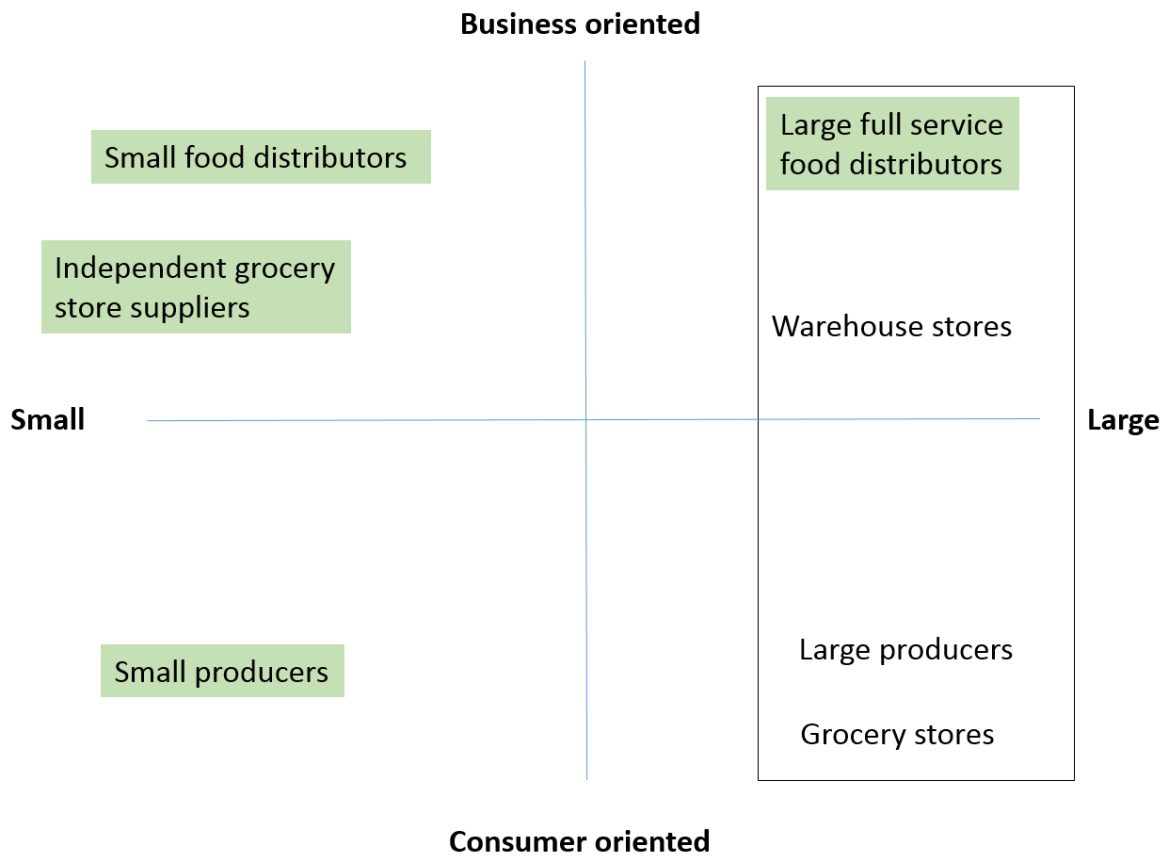 Business oriented
Small food distributors
Large full service
food distributors
Independent grocery
store suppliers
Warehouse stores
Small
Large
Small producers
Large producers
Grocery stores
Consumer oriented